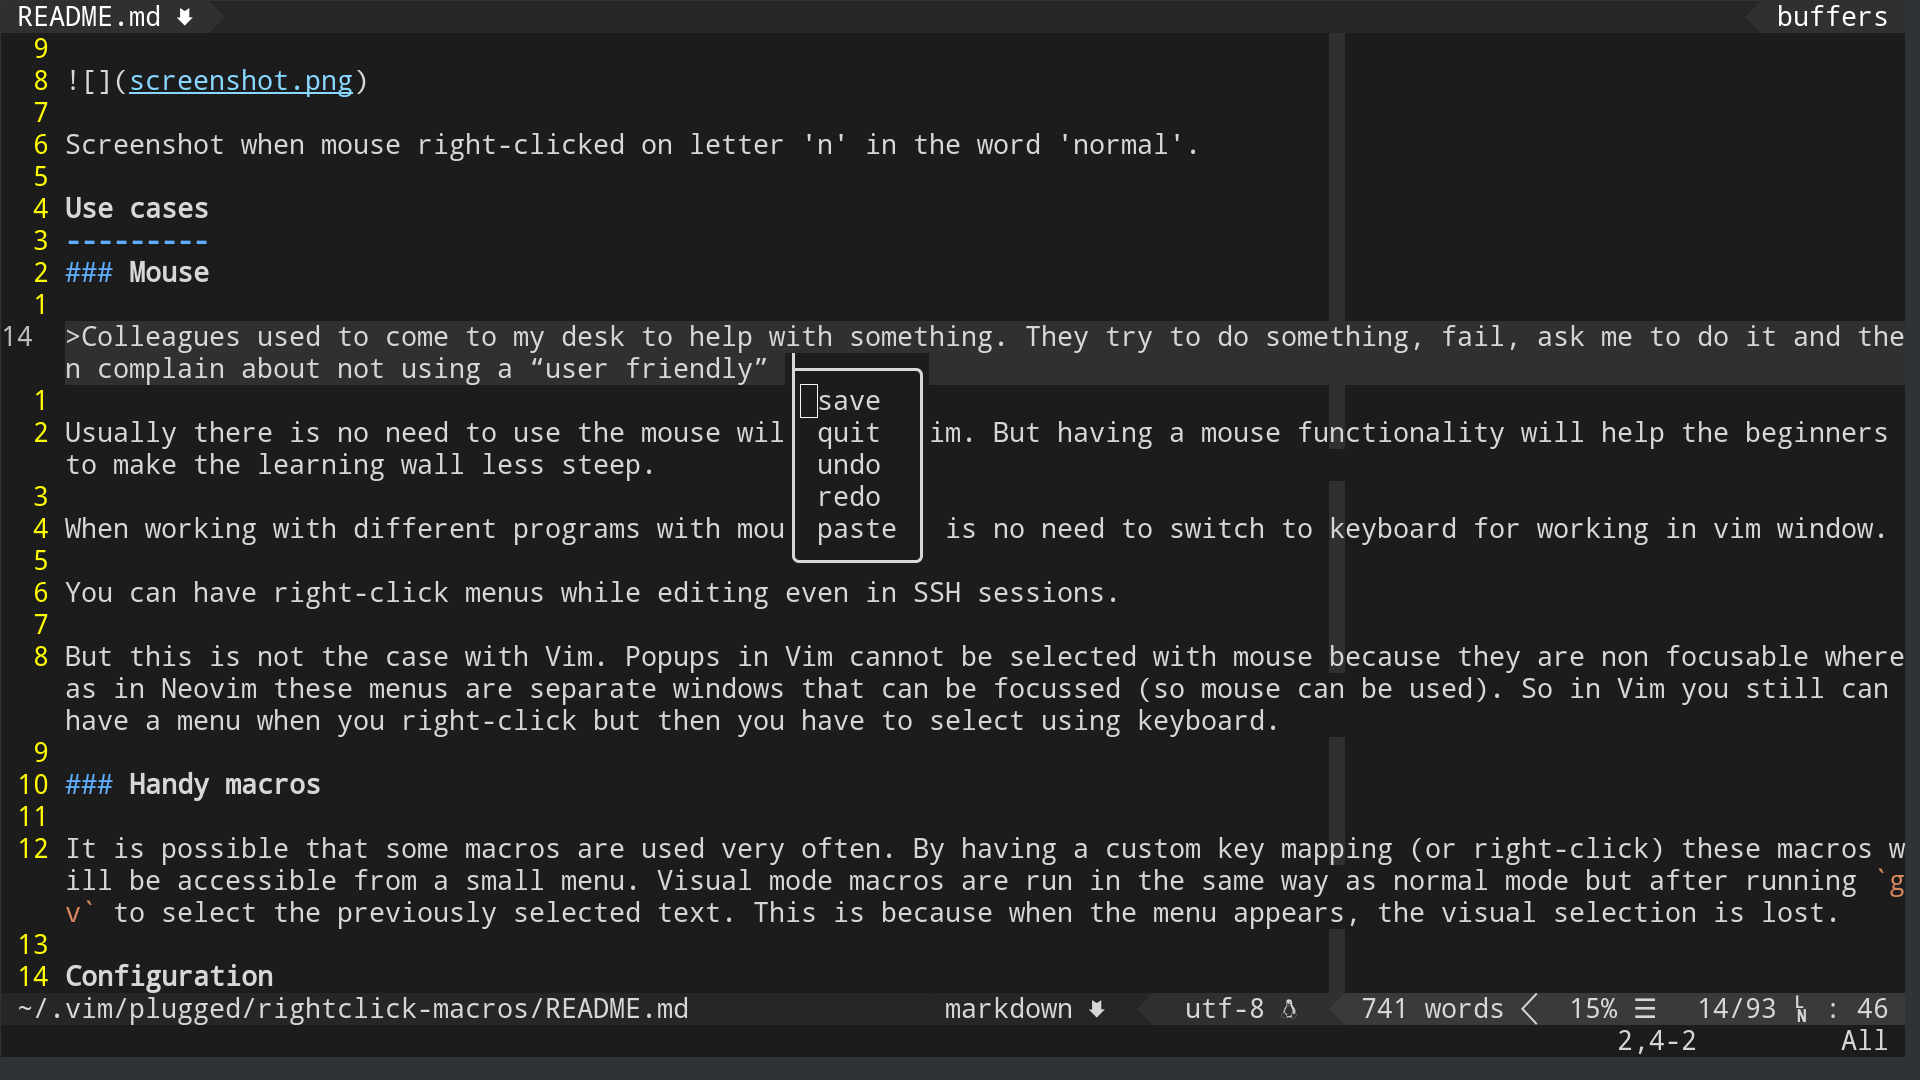 README.md buffers
9
8 ![](screenshot.png)
7
6 Screenshot when mouse right-clicked on letter 'n' in the word 'normal'.
5
4 Use cases
3 ---------
2 ### Mouse
1
14 >Colleagues used to come to my desk to help with something. They try to do something, fail, ask me to do it and the
n complain about not using a “user friendly”
1 save
2 Usually there is no need to use the mouse wil quit im. But having a mouse functionality will help the beginners
to make the learning wall less steep. undo
3 redo
4 When working with different programs with mou paste is no need to switch to keyboard for working in vim window.
5
6 You can have right-click menus while editing even in SSH sessions.
7
8 But this is not the case with Vim. Popups in Vim cannot be selected with mouse because they are non focusable where
as in Neovim these menus are separate windows that can be focussed (so mouse can be used). So in Vim you still can
have a menu when you right-click but then you have to select using keyboard.
9
10 ### Handy macros
11
12 It is possible that some macros are used very often. By having a custom key mapping (or right-click) these macros w
ill be accessible from a small menu. Visual mode macros are run in the same way as normal mode but after running `g
v` to select the previously selected text. This is because when the menu appears, the visual selection is lost.
13
14 Configuration
~/.vim/plugged/rightclick-macros/README.md markdown utf-8 741 words 15% ☰ 14/93 LN : 46
2,4-2 All